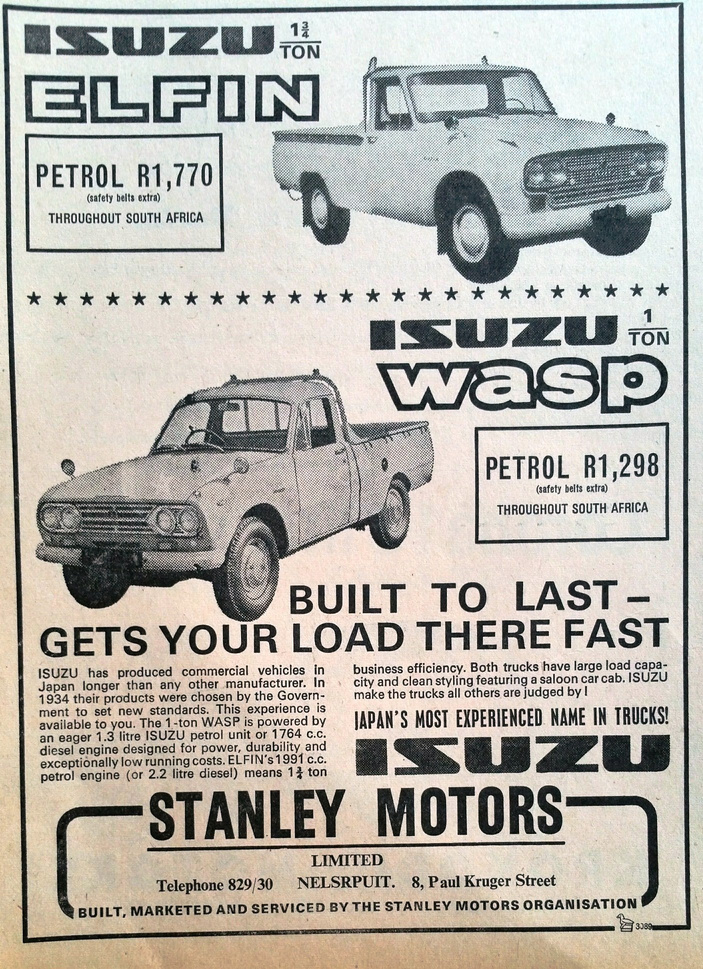 ISUZU 1¾ TON
ELFIN
PETROL R1,770
(safety belts extra)
THROUGHOUT SOUTH AFRICA
ISUZU 1 TON
wasp
PETROL R1,298
(safety belts extra)
THROUGHOUT SOUTH AFRICA
BUILT TO LAST –
GETS YOUR LOAD THERE FAST
ISUZU has produced commercial vehicles in
Japan longer than any other manufacturer. In
1934 their products were chosen by the Govern-
ment to set new standards. This experience is
available to you. The 1-ton WASP is powered by
an eager 1.3 litre ISUZU petrol unit or 1764 c.c.
diesel engine designed for power, durability and
exceptionally low running costs. ELFIN'S 1991 c.c.
petrol engine (or 2.2 litre diesel) means 1¾ ton
business efficiency. Both trucks have large load capa-
city and clean styling featuring a saloon car cab. ISUZU
make the trucks all others are judged by!
JAPAN'S MOST EXPERIENCED NAME IN TRUCKS!
ISUZU
STANLEY MOTORS
LIMITED
Telephone 829/30 NELSRPUIT. 8, Paul Kruger Street
BUILT, MARKETED AND SERVICED BY THE STANLEY MOTORS ORGANISATION
3089